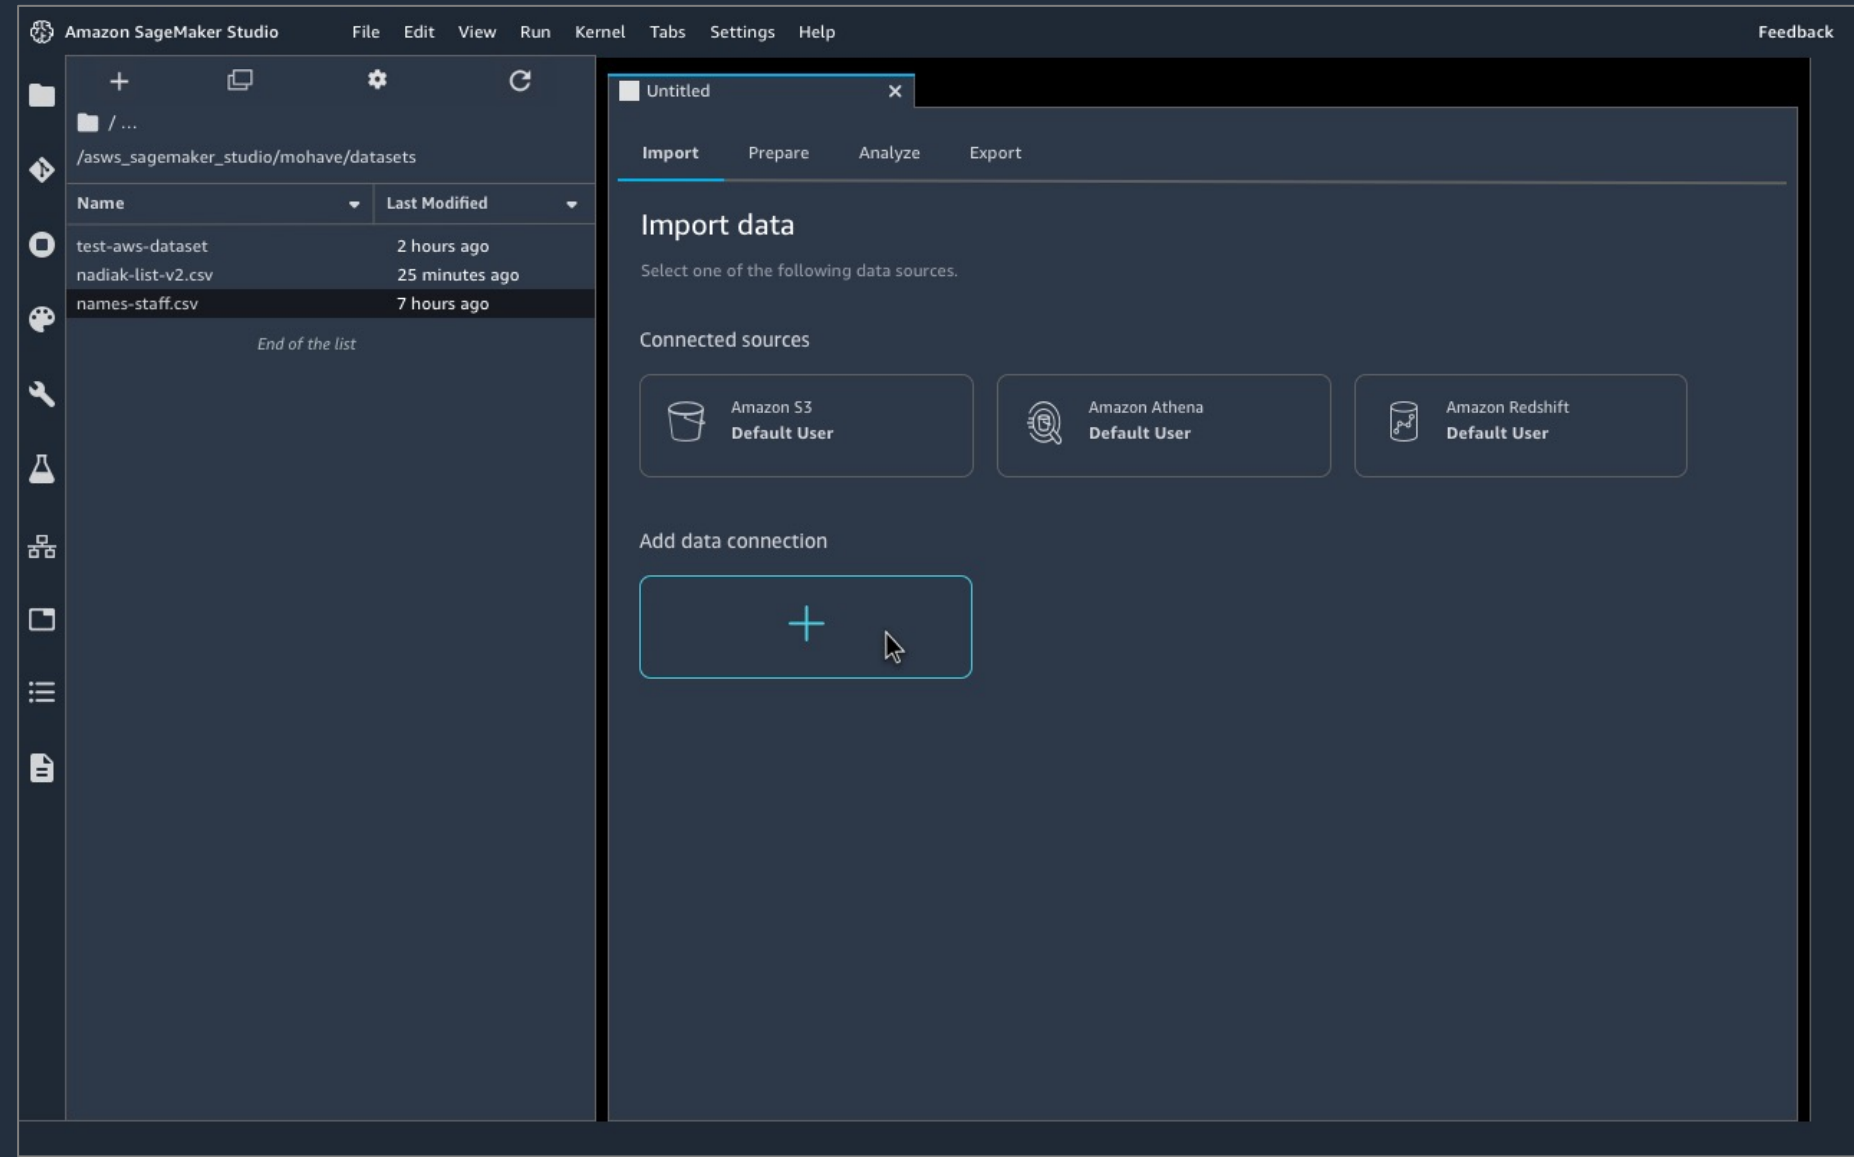 Amazon SageMaker Studio File Edit View Run Kernel Tabs Settings Help Feedback
/ ...
/asws_sagemaker_studio/mohave/datasets
Name Last Modified
test-aws-dataset 2 hours ago
nadiak-list-v2.csv 25 minutes ago
names-staff.csv 7 hours ago
End of the list
Untitled
Import Prepare Analyze Export
Import data
Select one of the following data sources.
Connected sources
Amazon S3
Default User
Amazon Athena
Default User
Amazon Redshift
Default User
Add data connection